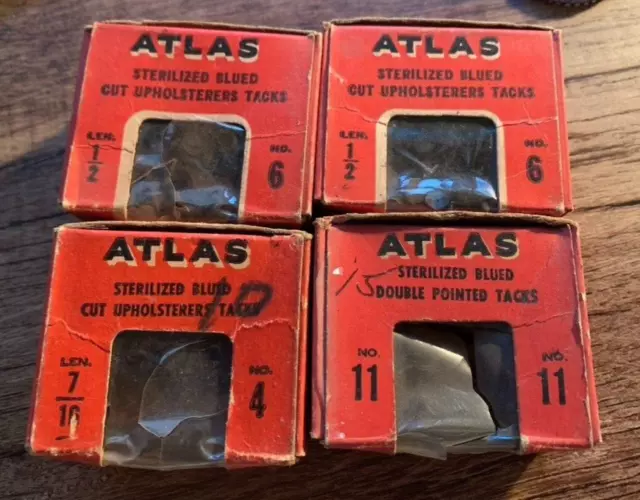 ATLAS
STERILIZED BLUED
CUT UPHOLSTERERS TACKS
LEN. 1/2
NO. 6
ATLAS
STERILIZED BLUED
CUT UPHOLSTERERS TACKS
LEN. 1/2
NO. 6
ATLAS
STERILIZED BLUED
CUT UPHOLSTERERS TACKS
10
LEN. 7/16
NO. 4
ATLAS
15
STERILIZED BLUED
DOUBLE POINTED TACKS
NO. 11
NO. 11